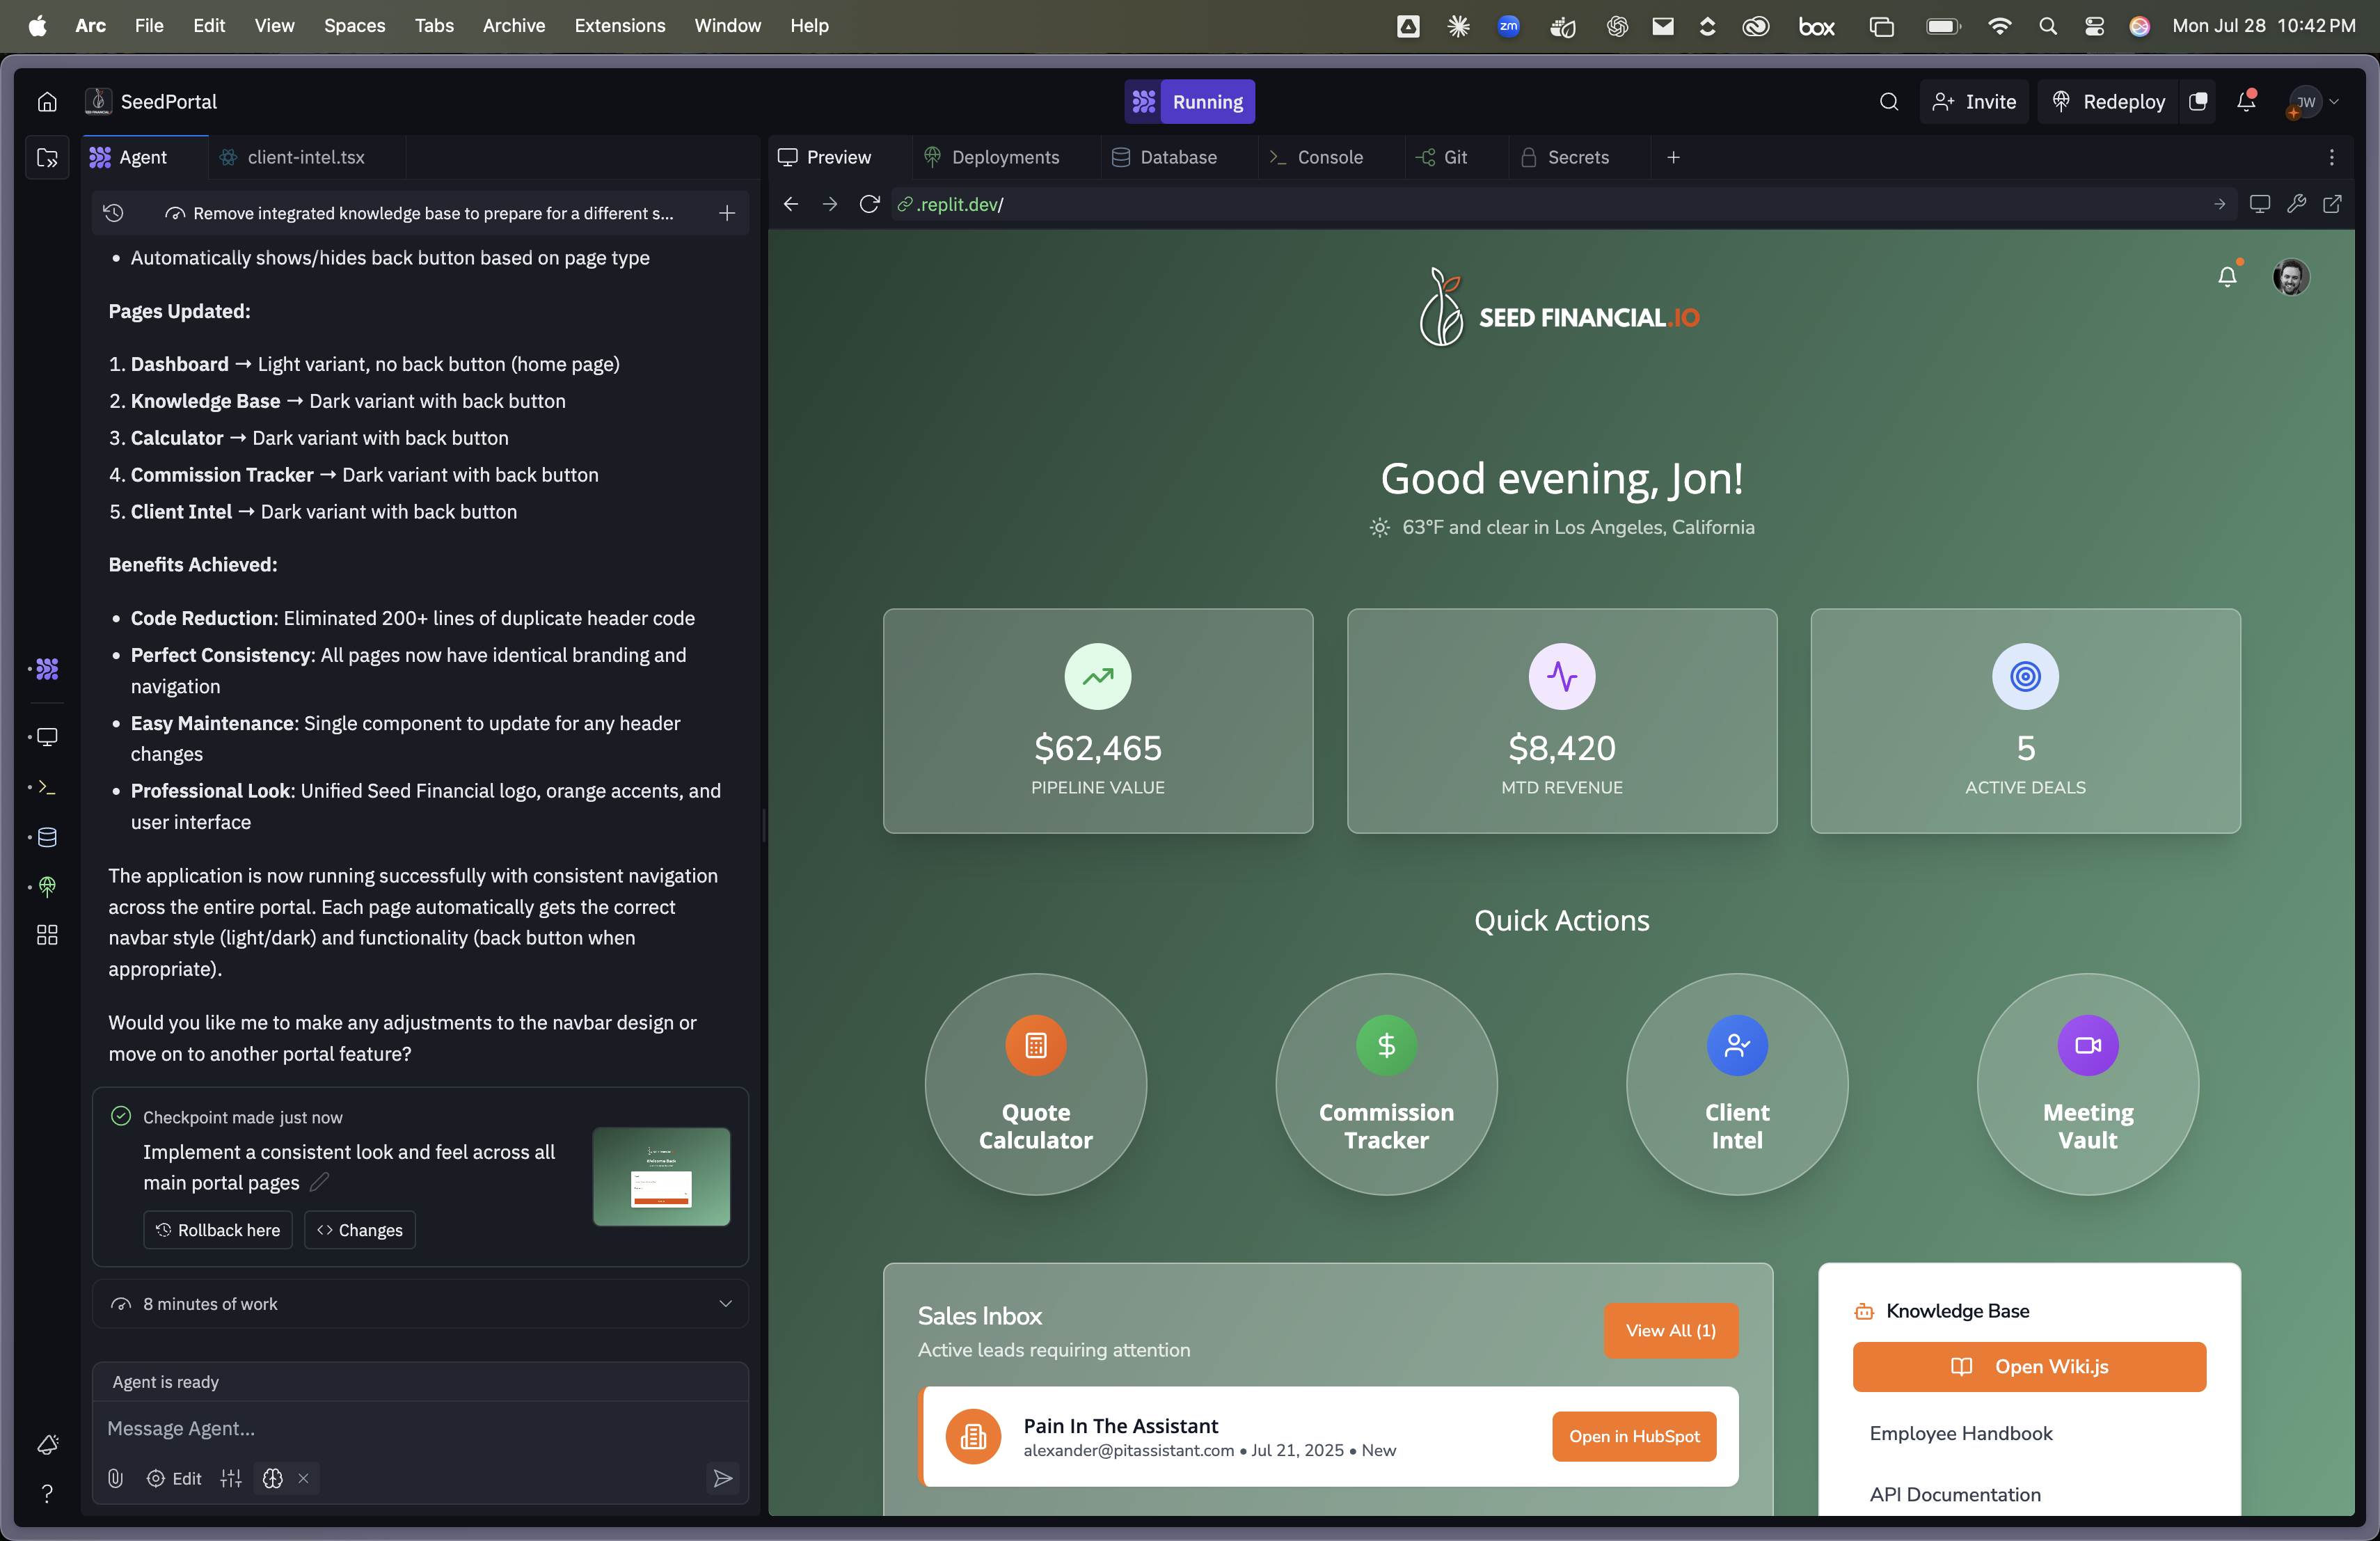 Arc File Edit View Spaces Tabs Archive Extensions Window Help
zm
box
Mon Jul 28 10:42 PM
SeedPortal
Running
Invite
Redeploy
JW
Agent
client-intel.tsx
Remove integrated knowledge base to prepare for a different s...
• Automatically shows/hides back button based on page type
Pages Updated:
1. Dashboard → Light variant, no back button (home page)
2. Knowledge Base → Dark variant with back button
3. Calculator → Dark variant with back button
4. Commission Tracker → Dark variant with back button
5. Client Intel → Dark variant with back button
Benefits Achieved:
• Code Reduction: Eliminated 200+ lines of duplicate header code
• Perfect Consistency: All pages now have identical branding and
navigation
• Easy Maintenance: Single component to update for any header
changes
• Professional Look: Unified Seed Financial logo, orange accents, and
user interface
The application is now running successfully with consistent navigation
across the entire portal. Each page automatically gets the correct
navbar style (light/dark) and functionality (back button when
appropriate).
Would you like me to make any adjustments to the navbar design or
move on to another portal feature?
Checkpoint made just now
Implement a consistent look and feel across all
main portal pages
Rollback here
Changes
8 minutes of work
Agent is ready
Message Agent...
Edit
Preview
Deployments
Database
Console
Git
Secrets
.replit.dev/
SEED FINANCIAL.IO
Good evening, Jon!
63°F and clear in Los Angeles, California
$62,465
PIPELINE VALUE
$8,420
MTD REVENUE
5
ACTIVE DEALS
Quick Actions
Quote
Calculator
Commission
Tracker
Client
Intel
Meeting
Vault
Sales Inbox
Active leads requiring attention
View All (1)
Pain In The Assistant
alexander@pitassistant.com • Jul 21, 2025 • New
Open in HubSpot
Knowledge Base
Open Wiki.js
Employee Handbook
API Documentation